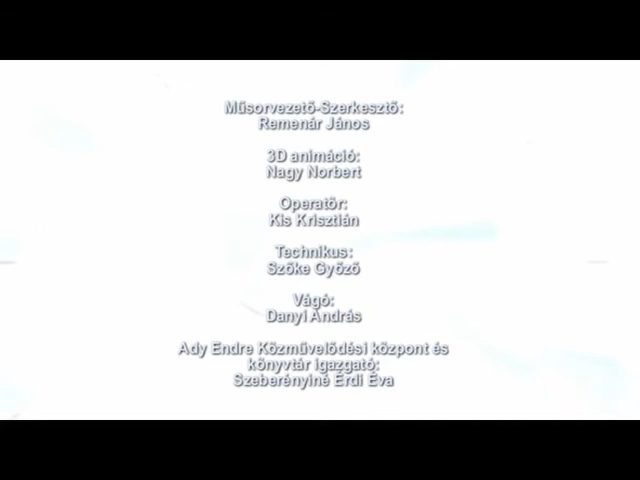 Műsorvezető-Szerkesztő:
Remenár János
3D animáció:
Nagy Norbert
Operatőr:
Kis Krisztián
Technikus:
Szőke Győző
Vágó:
Danyi András
Ady Endre Közművelődési központ és
könyvtár igazgató:
Szeberényiné Érdi Éva